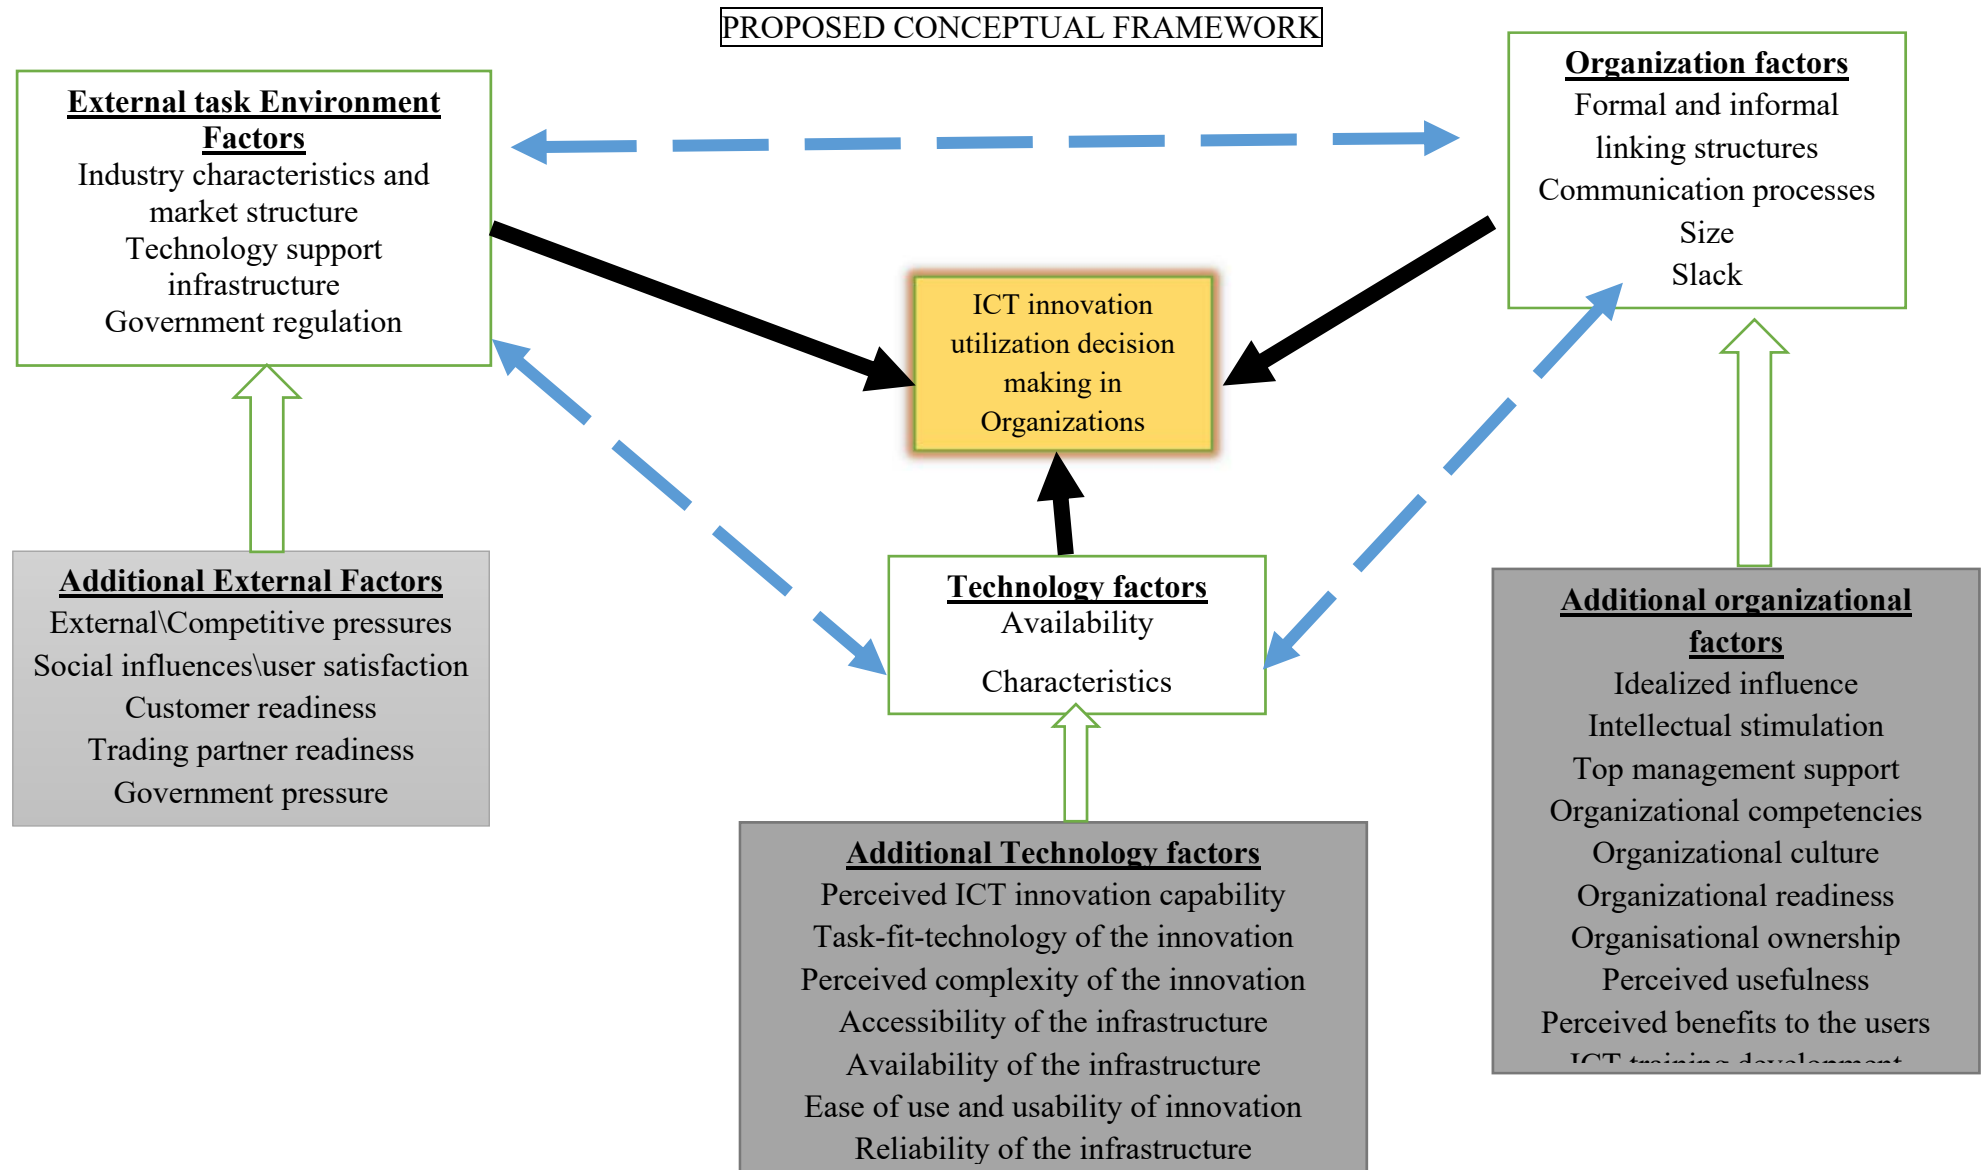 PROPOSED CONCEPTUAL FRAMEWORK
External task Environment
Factors
Industry characteristics and
market structure
Technology support
infrastructure
Government regulation
Organization factors
Formal and informal
linking structures
Communication processes
Size
Slack
ICT innovation
utilization decision
making in
Organizations
Additional External Factors
External\Competitive pressures
Social influences\user satisfaction
Customer readiness
Trading partner readiness
Government pressure
Technology factors
Availability
Characteristics
Additional organizational
factors
Idealized influence
Intellectual stimulation
Top management support
Organizational competencies
Organizational culture
Organizational readiness
Organisational ownership
Perceived usefulness
Perceived benefits to the users
ICT training development
Additional Technology factors
Perceived ICT innovation capability
Task-fit-technology of the innovation
Perceived complexity of the innovation
Accessibility of the infrastructure
Availability of the infrastructure
Ease of use and usability of innovation
Reliability of the infrastructure